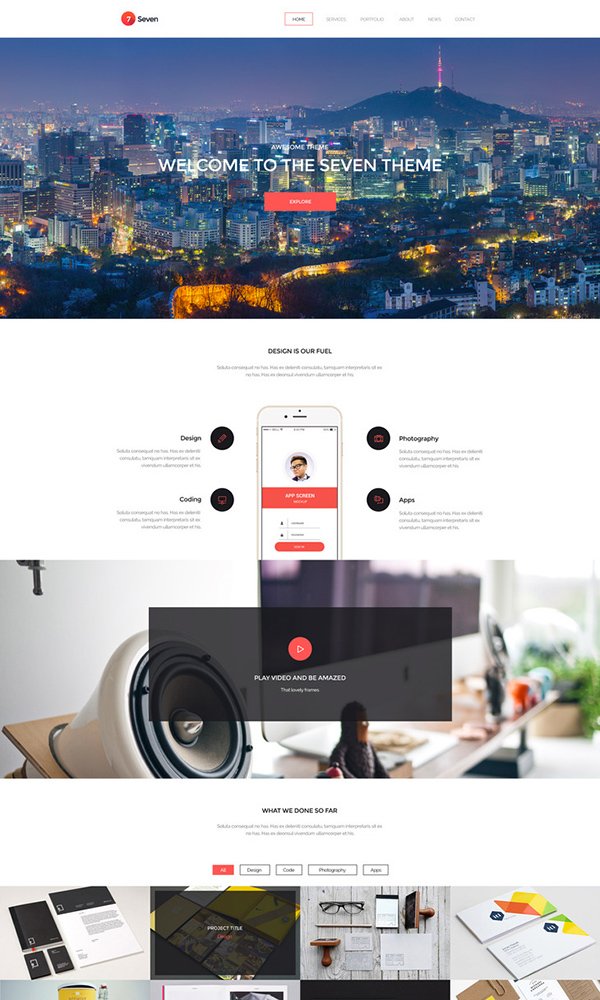 7 Seven
HOME SERVICES PORTFOLIO ABOUT NEWS CONTACT
AWESOME THEME
WELCOME TO THE SEVEN THEME
EXPLORE
DESIGN IS OUR FUEL
Soluta consequat no has. Has ex deleniti consulatu, tamquam interpretaris sit ex
no has. Has ex deonsul vivendum ullamcorper et his.
Design
Soluta consequat no has. Has ex deleniti
consulatu, tamquam interpretaris sit ex
vivendum ullamcorper et his.
Coding
Soluta consequat no has. Has ex deleniti
consulatu, tamquam interpretaris sit ex
vivendum ullamcorper et his.
APP SCREEN
MOCKUP
SIGN IN
Photography
Soluta consequat no has. Has ex deleniti
consulatu, tamquam interpretaris sit ex
vivendum ullamcorper et his.
Apps
Soluta consequat no has. Has ex deleniti
consulatu, tamquam interpretaris sit ex
vivendum ullamcorper et his.
PLAY VIDEO AND BE AMAZED
That lovely frames
WHAT WE DONE SO FAR
Soluta consequat no has. Has ex deleniti consulatu, tamquam interpretaris sit ex
no has. Has ex deonsul vivendum ullamcorper et his.
All Design Code Photography Apps
PROJECT TITLE
Design